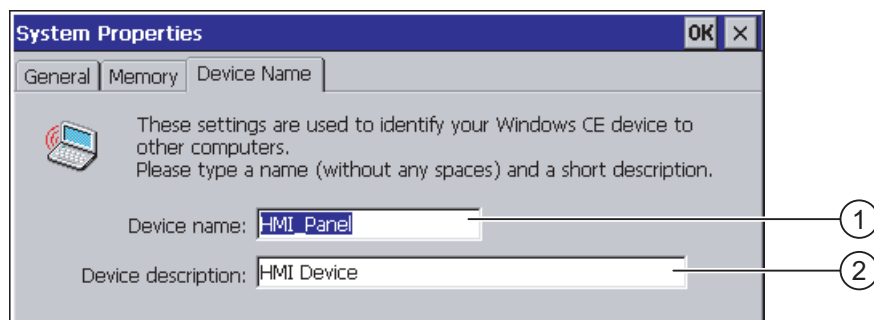 System Properties OK ×
General Memory Device Name
These settings are used to identify your Windows CE device to
other computers.
Please type a name (without any spaces) and a short description.
Device name: HMI_Panel 1
Device description: HMI Device 2